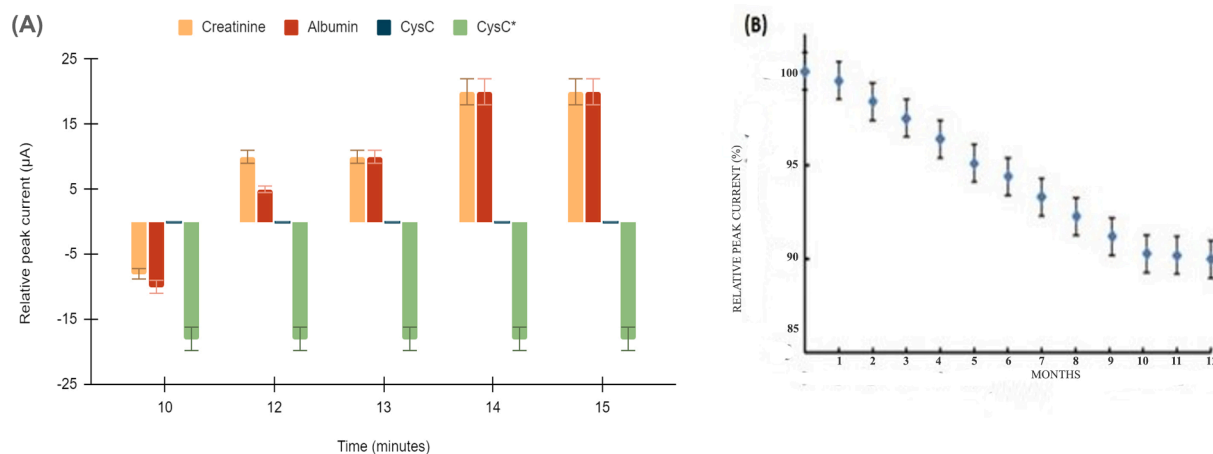 (A)
Creatinine Albumin CysC CysC*
Relative peak current (µA)
25
15
5
-5
-15
-25
10 12 13 14 15
Time (minutes)
(B)
RELATIVE PEAK CURRENT (%)
100
95
90
85
1 2 3 4 5 6 7 8 9 10 11
MONTHS